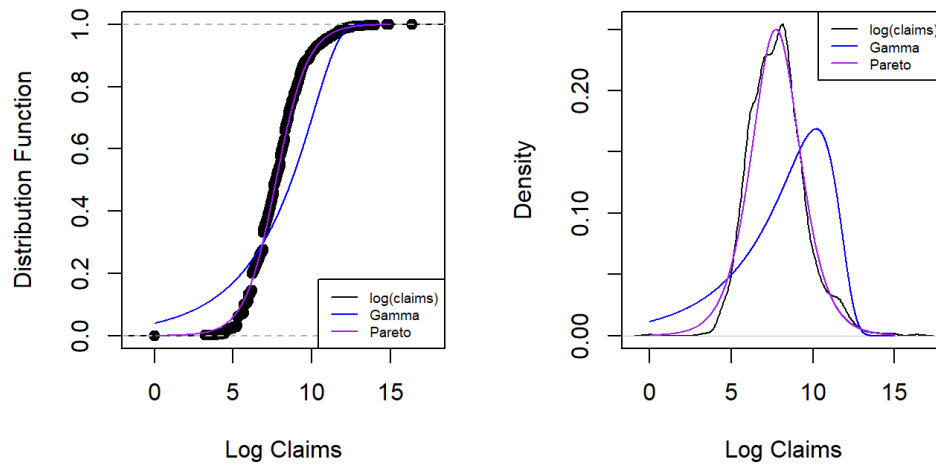 Distribution Function
1.0
0.8
0.6
0.4
0.2
0.0
0 5 10 15
Log Claims
log(claims)
Gamma
Pareto
Density
0.20
0.10
0.00
0 5 10 15
Log Claims
log(claims)
Gamma
Pareto